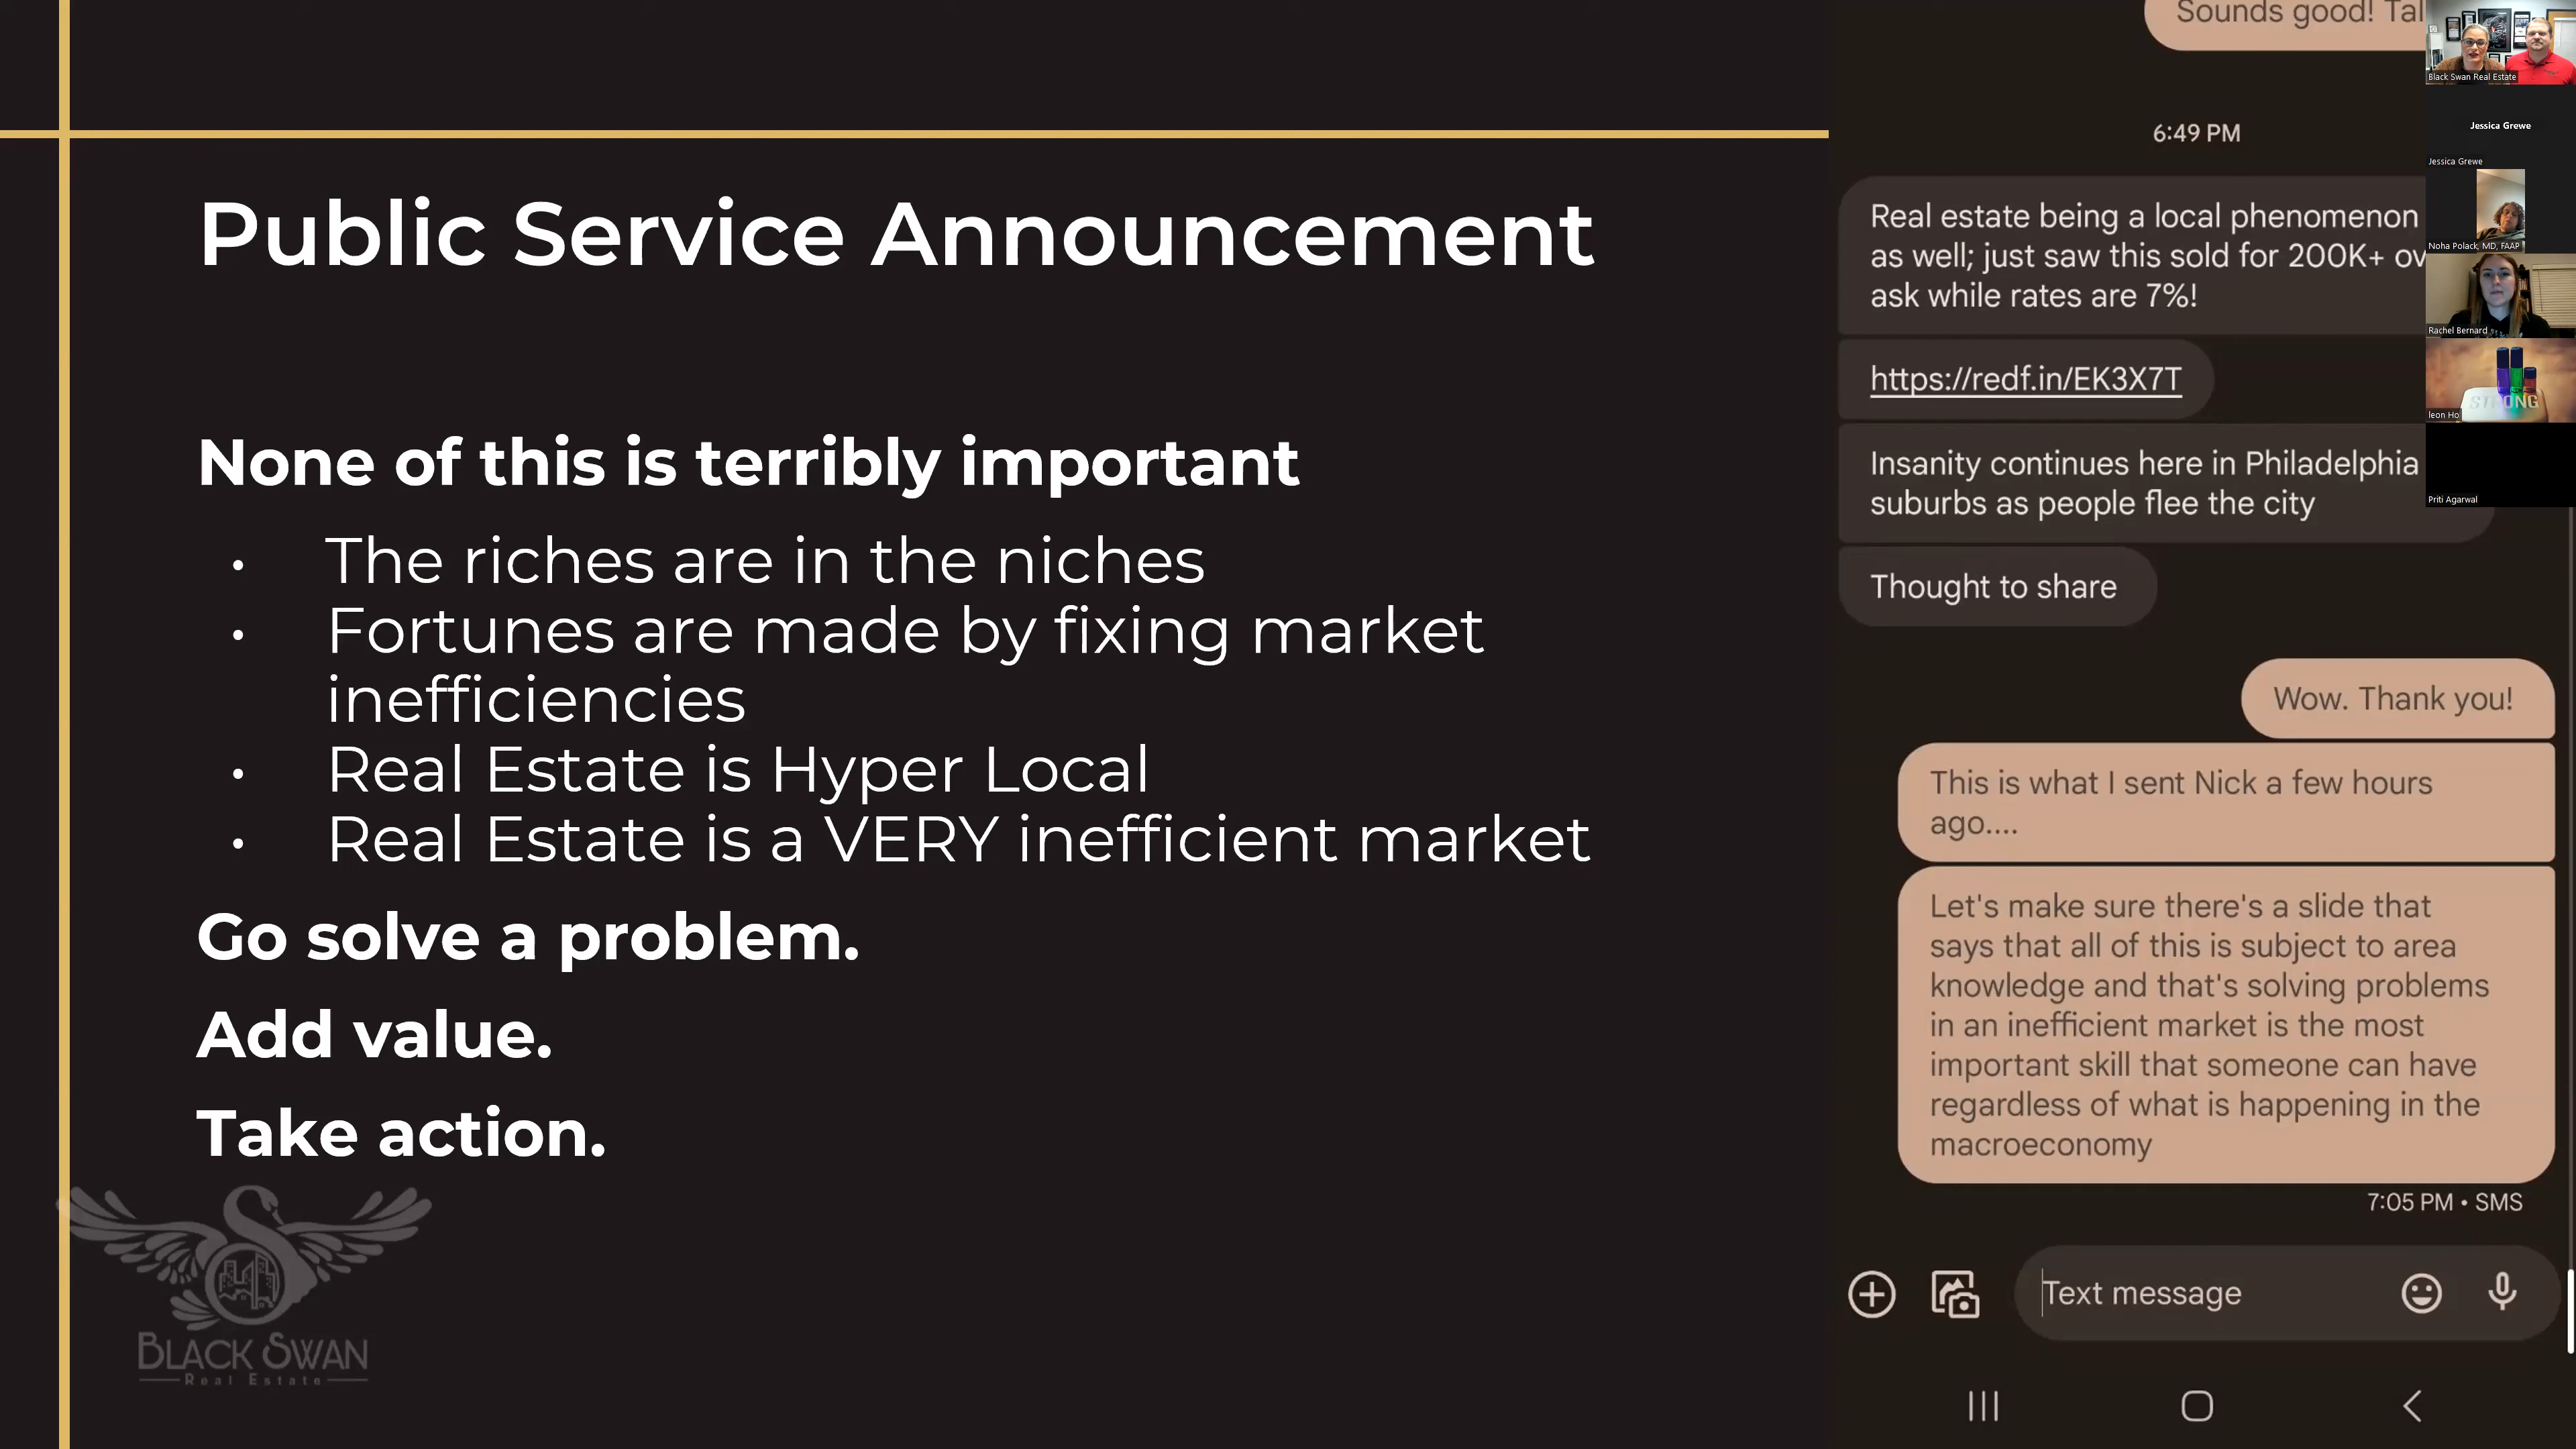 Public Service Announcement
None of this is terribly important
• The riches are in the niches
• Fortunes are made by fixing market
inefficiencies
• Real Estate is Hyper Local
• Real Estate is a VERY inefficient market
Go solve a problem.
Add value.
Take action.
BLACK SWAN
Real Estate
Sounds good!
6:49 PM
Real estate being a local phenomenon
as well; just saw this sold for 200K+
ask while rates are 7%!
https://redf.in/EK3X7T
Insanity continues here in Philadelphia
suburbs as people flee the city
Thought to share
Wow. Thank you!
This is what I sent Nick a few hours
ago....
Let's make sure there's a slide that
says that all of this is subject to area
knowledge and that's solving problems
in an inefficient market is the most
important skill that someone can have
regardless of what is happening in the
macroeconomy
7:05 PM • SMS
Text message
Black Swan Real Estate
Jessica Grewe
Jessica Grewe
Noha Polack, MD, FAAP
Rachel Bernard
STRONG
leon Ho
Priti Agarwal